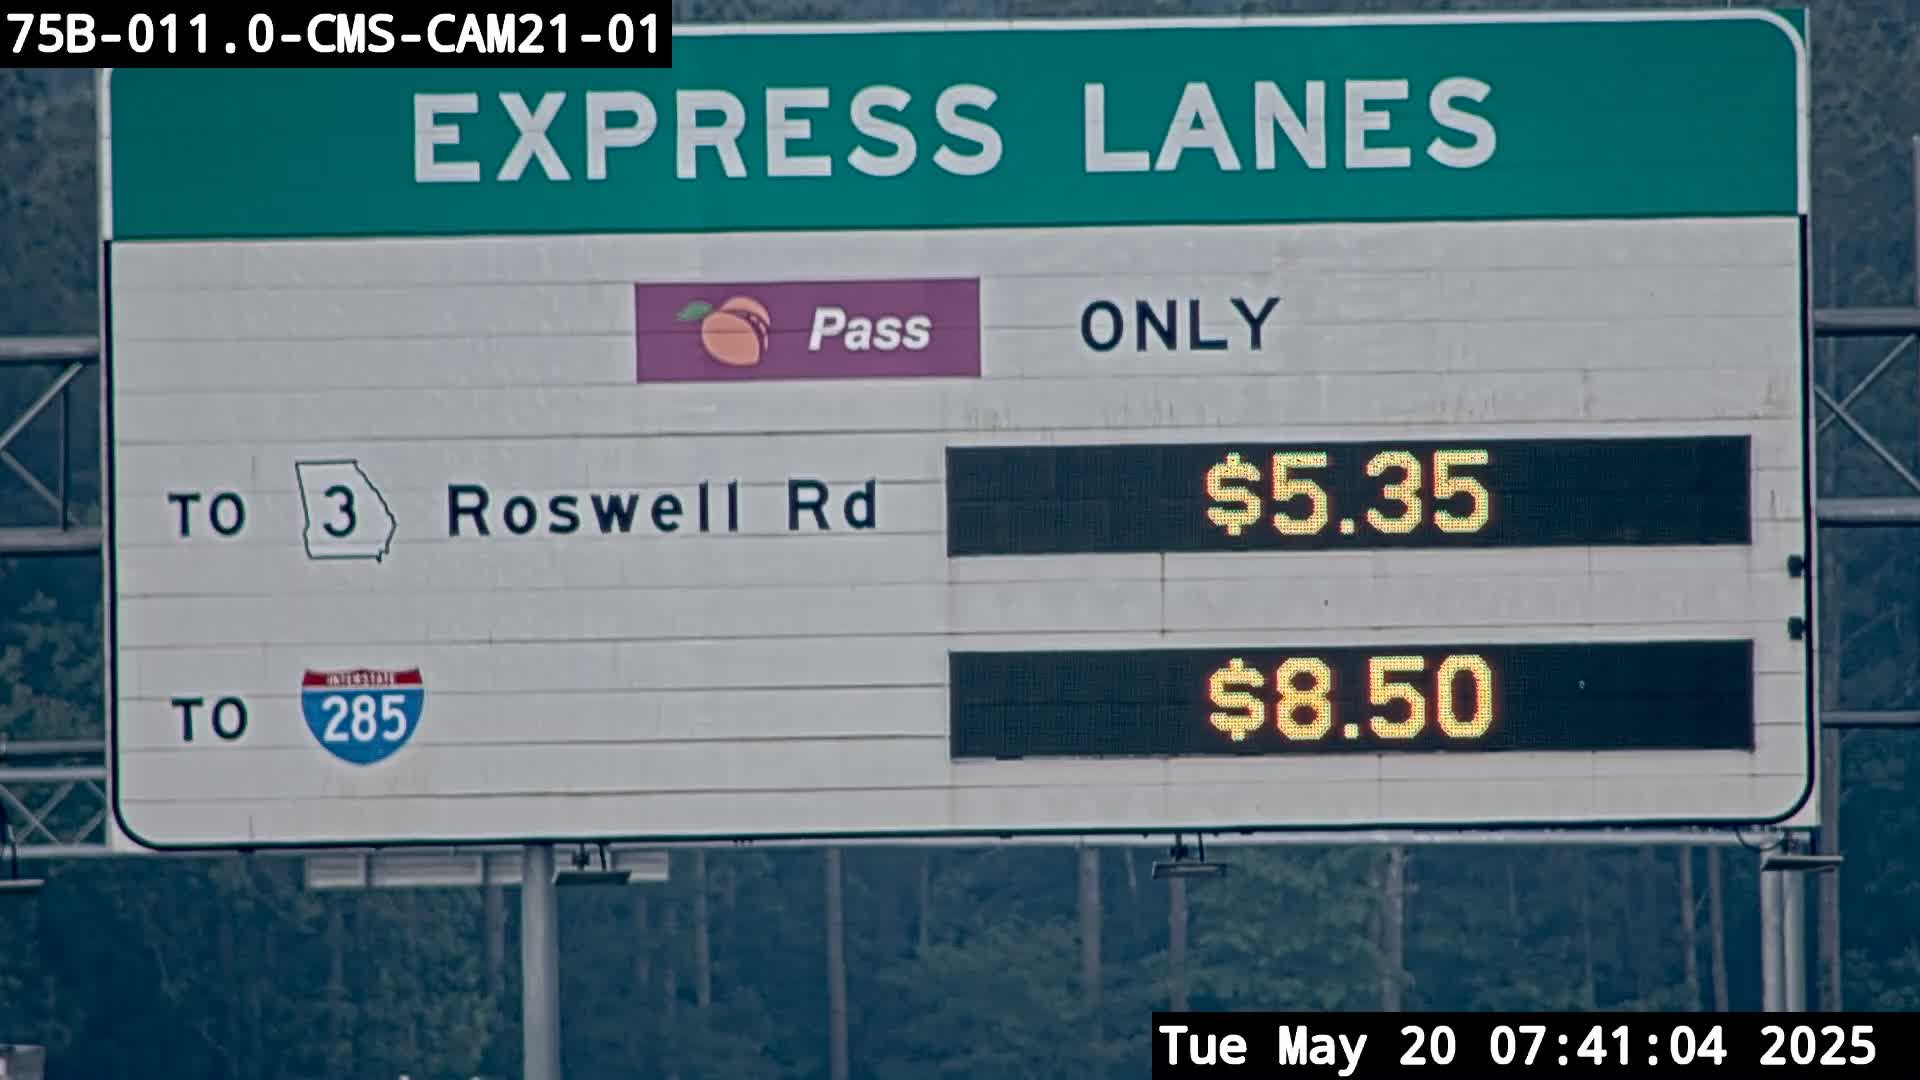 75B-011.0-CMS-CAM21-01
EXPRESS LANES
Pass ONLY
TO 3 Roswell Rd $5.35
INTERSTATE
TO 285 $8.50
Tue May 20 07:41:04 2025